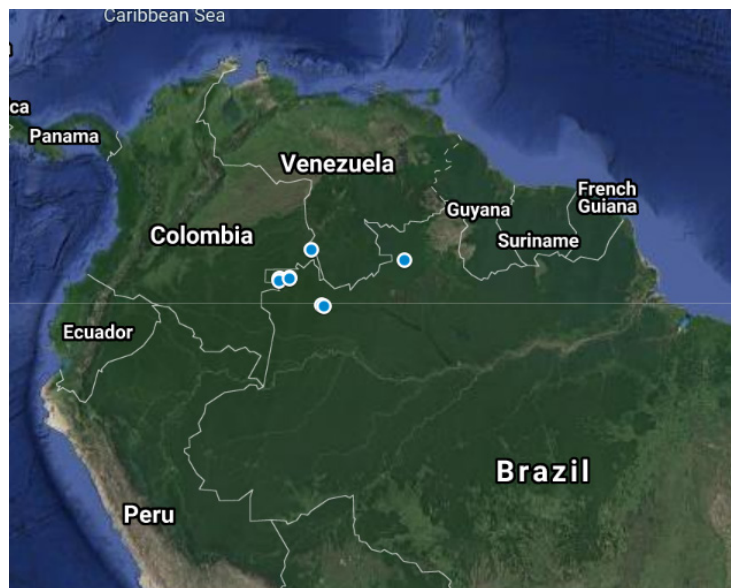 Caribbean Sea
ca
Panama
Venezuela
French
Guiana
Guyana
Colombia
Suriname
Ecuador
Brazil
Peru